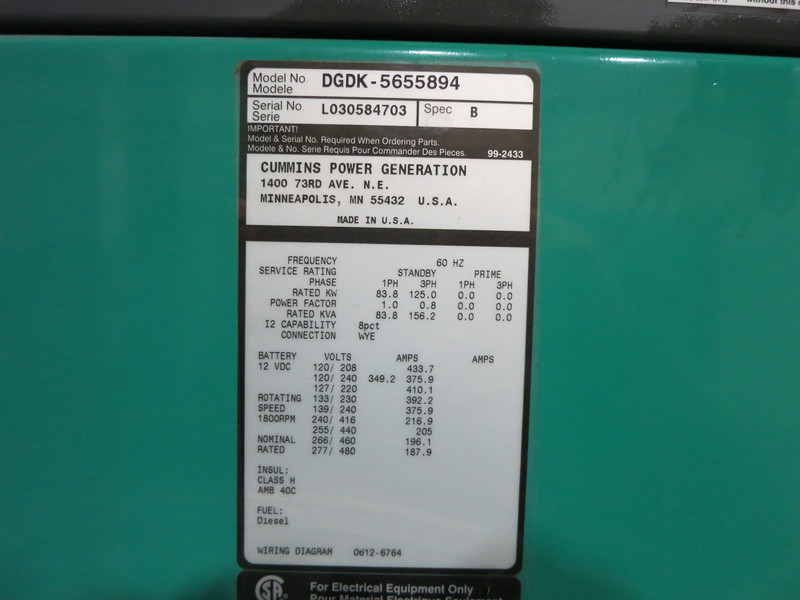 without this
Model No. DGDK-5655894
Modele
Serial No. L030584703 Spec B
Serie
IMPORTANT!
Model & Serial No. Required When Ordering Parts.
Modele & No. Serie Requis Pour Commander Des Pieces. 99-2433
CUMMINS POWER GENERATION
1400 73RD AVE. N.E.
MINNEAPOLIS, MN 55432 U.S.A.
MADE IN U.S.A.
FREQUENCY 60 HZ
SERVICE RATING STANDBY PRIME
PHASE 1PH 3PH 1PH 3PH
RATED KW 83.8 125.0 0.0 0.0
POWER FACTOR 1.0 0.8 0.0 0.0
RATED KVA 83.8 156.2 0.0 0.0
I2 CAPABILITY 8pct
CONNECTION WYE
BATTERY VOLTS AMPS AMPS
12 VDC 120/ 208 433.7
120/ 240 349.2 375.9
127/ 220 410.1
ROTATING 133/ 230 392.2
SPEED 139/ 240 375.9
1800RPM 240/ 416 216.9
255/ 440 205
NOMINAL 266/ 460 196.1
RATED 277/ 480 187.9
INSUL:
CLASS H
AMB 40C
FUEL:
Diesel
WIRING DIAGRAM 0612-6764
SA For Electrical Equipment Only
Pour Material Electrique Seulement